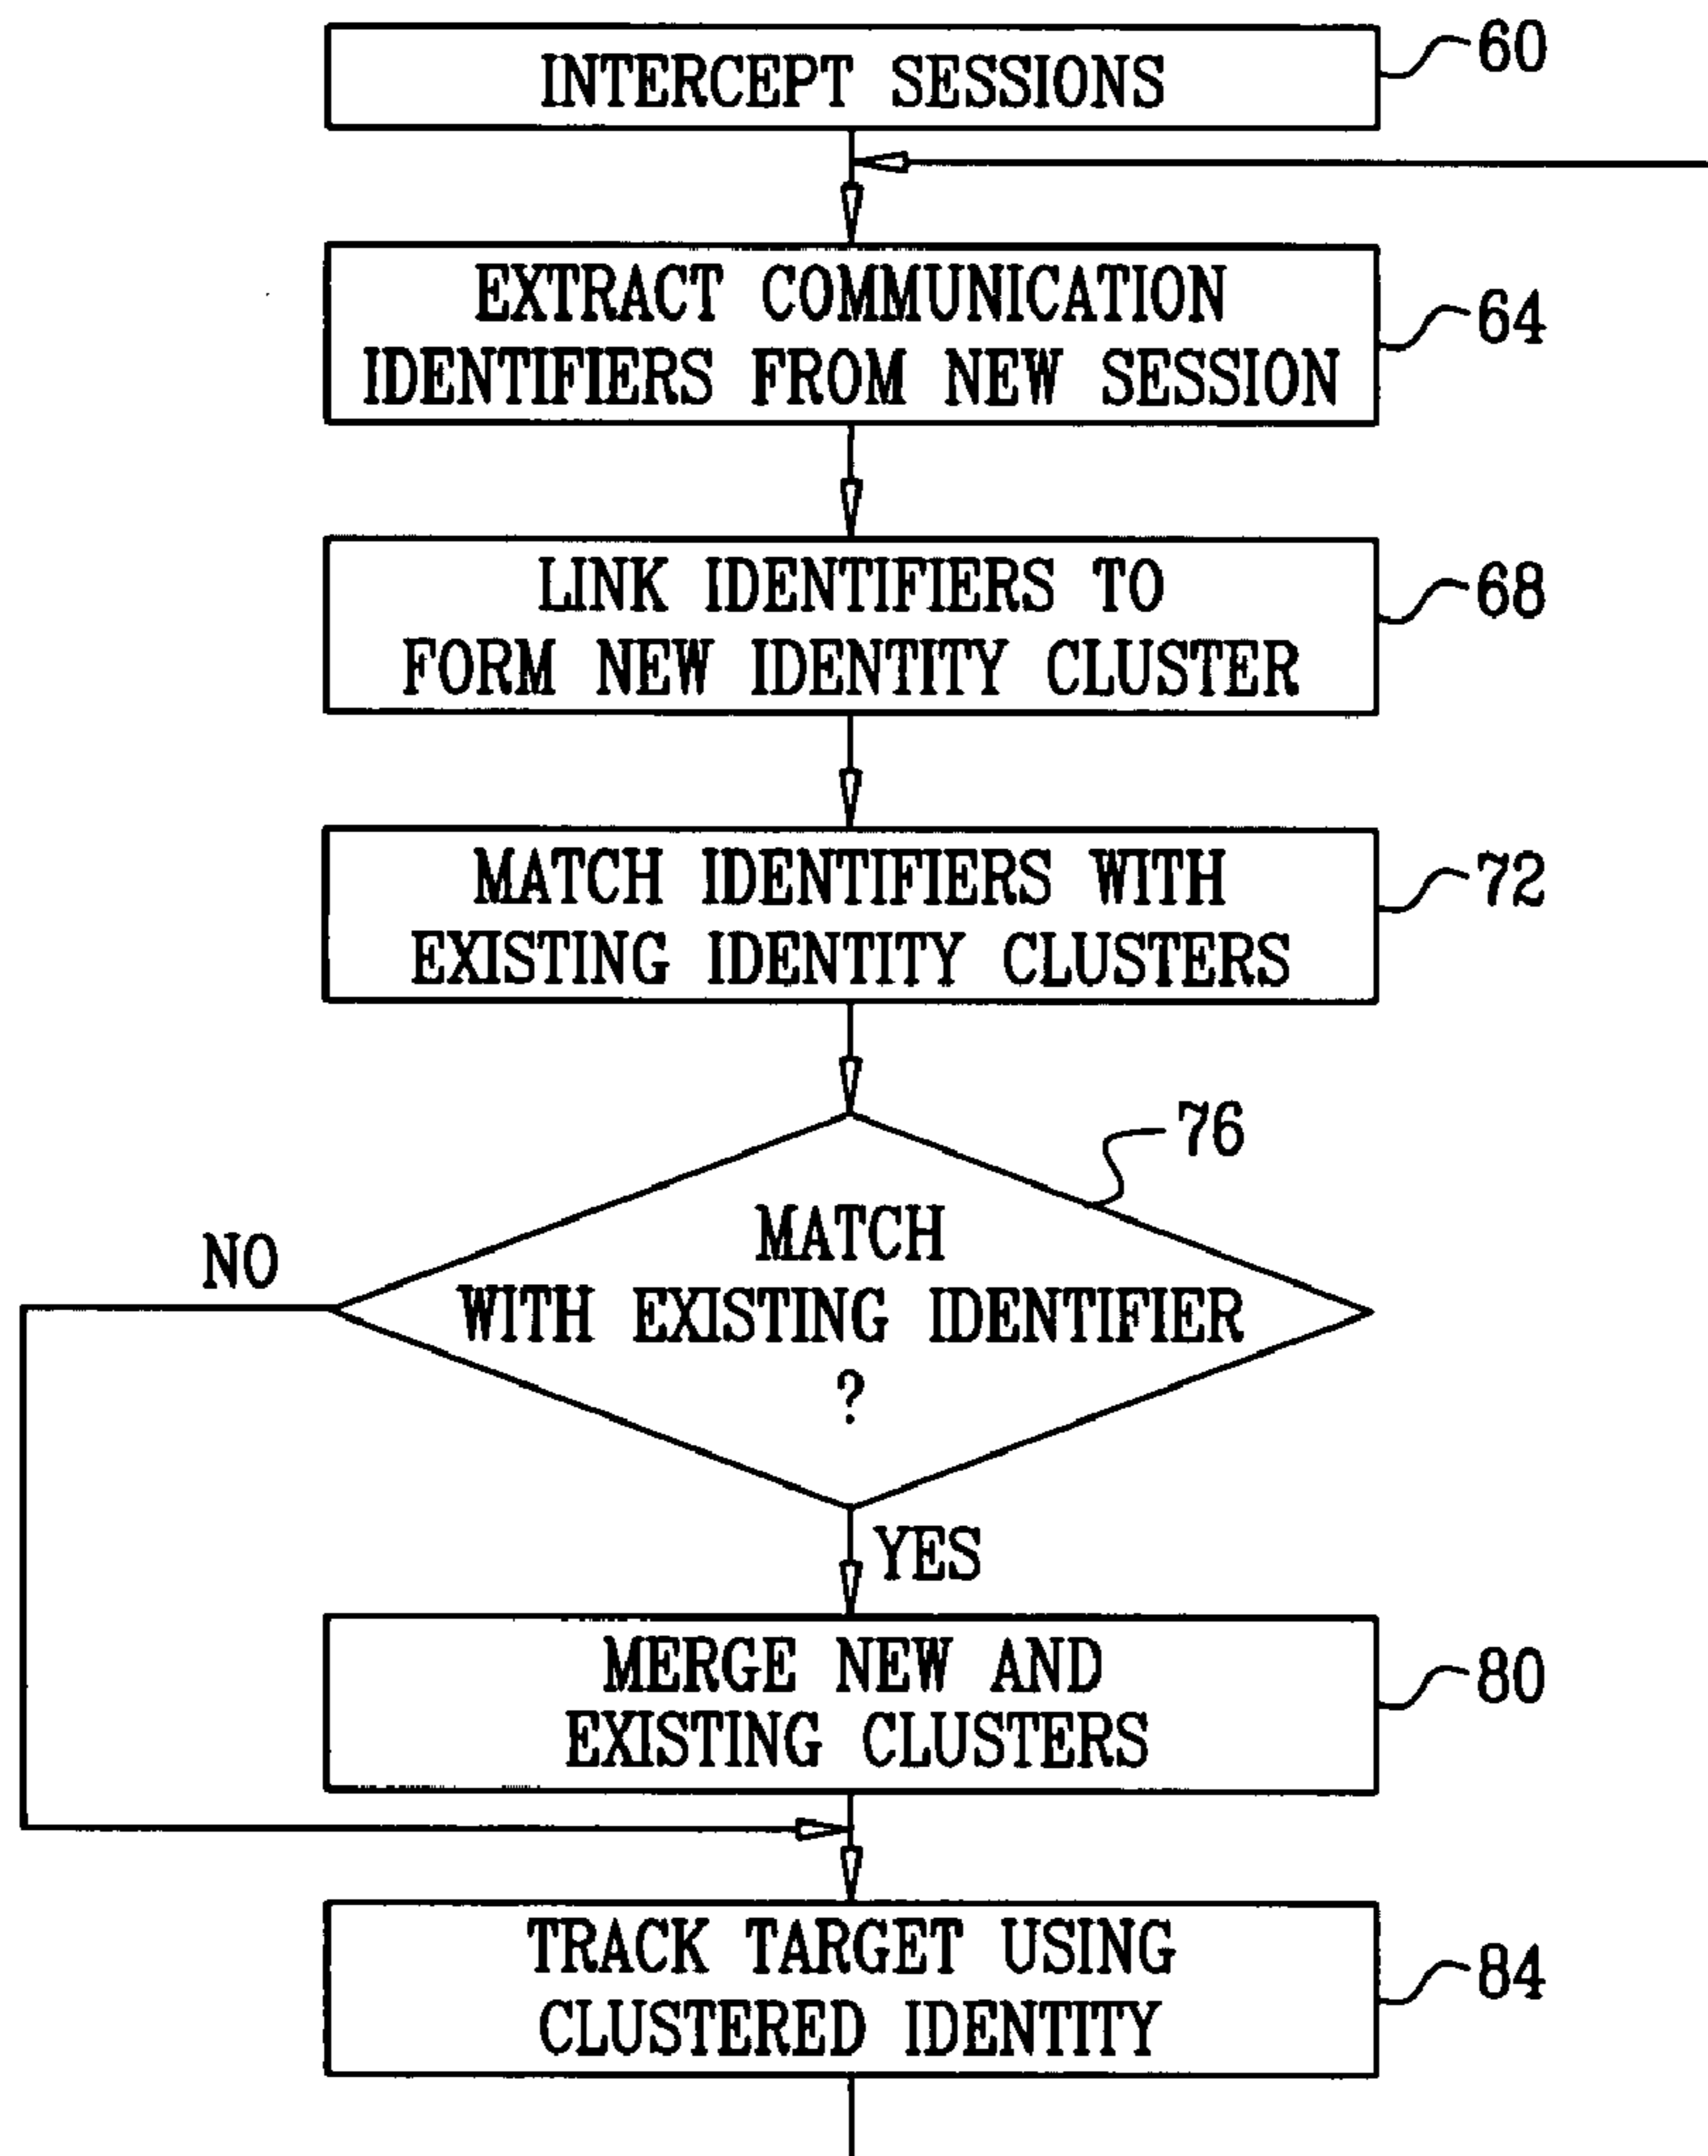 INTERCEPT SESSIONS
60
EXTRACT COMMUNICATION
IDENTIFIERS FROM NEW SESSION
64
LINK IDENTIFIERS TO
FORM NEW IDENTITY CLUSTER
68
MATCH IDENTIFIERS WITH
EXISTING IDENTITY CLUSTERS
72
76
MATCH
WITH EXISTING IDENTIFIER
?
NO
YES
MERGE NEW AND
EXISTING CLUSTERS
80
TRACK TARGET USING
CLUSTERED IDENTITY
84